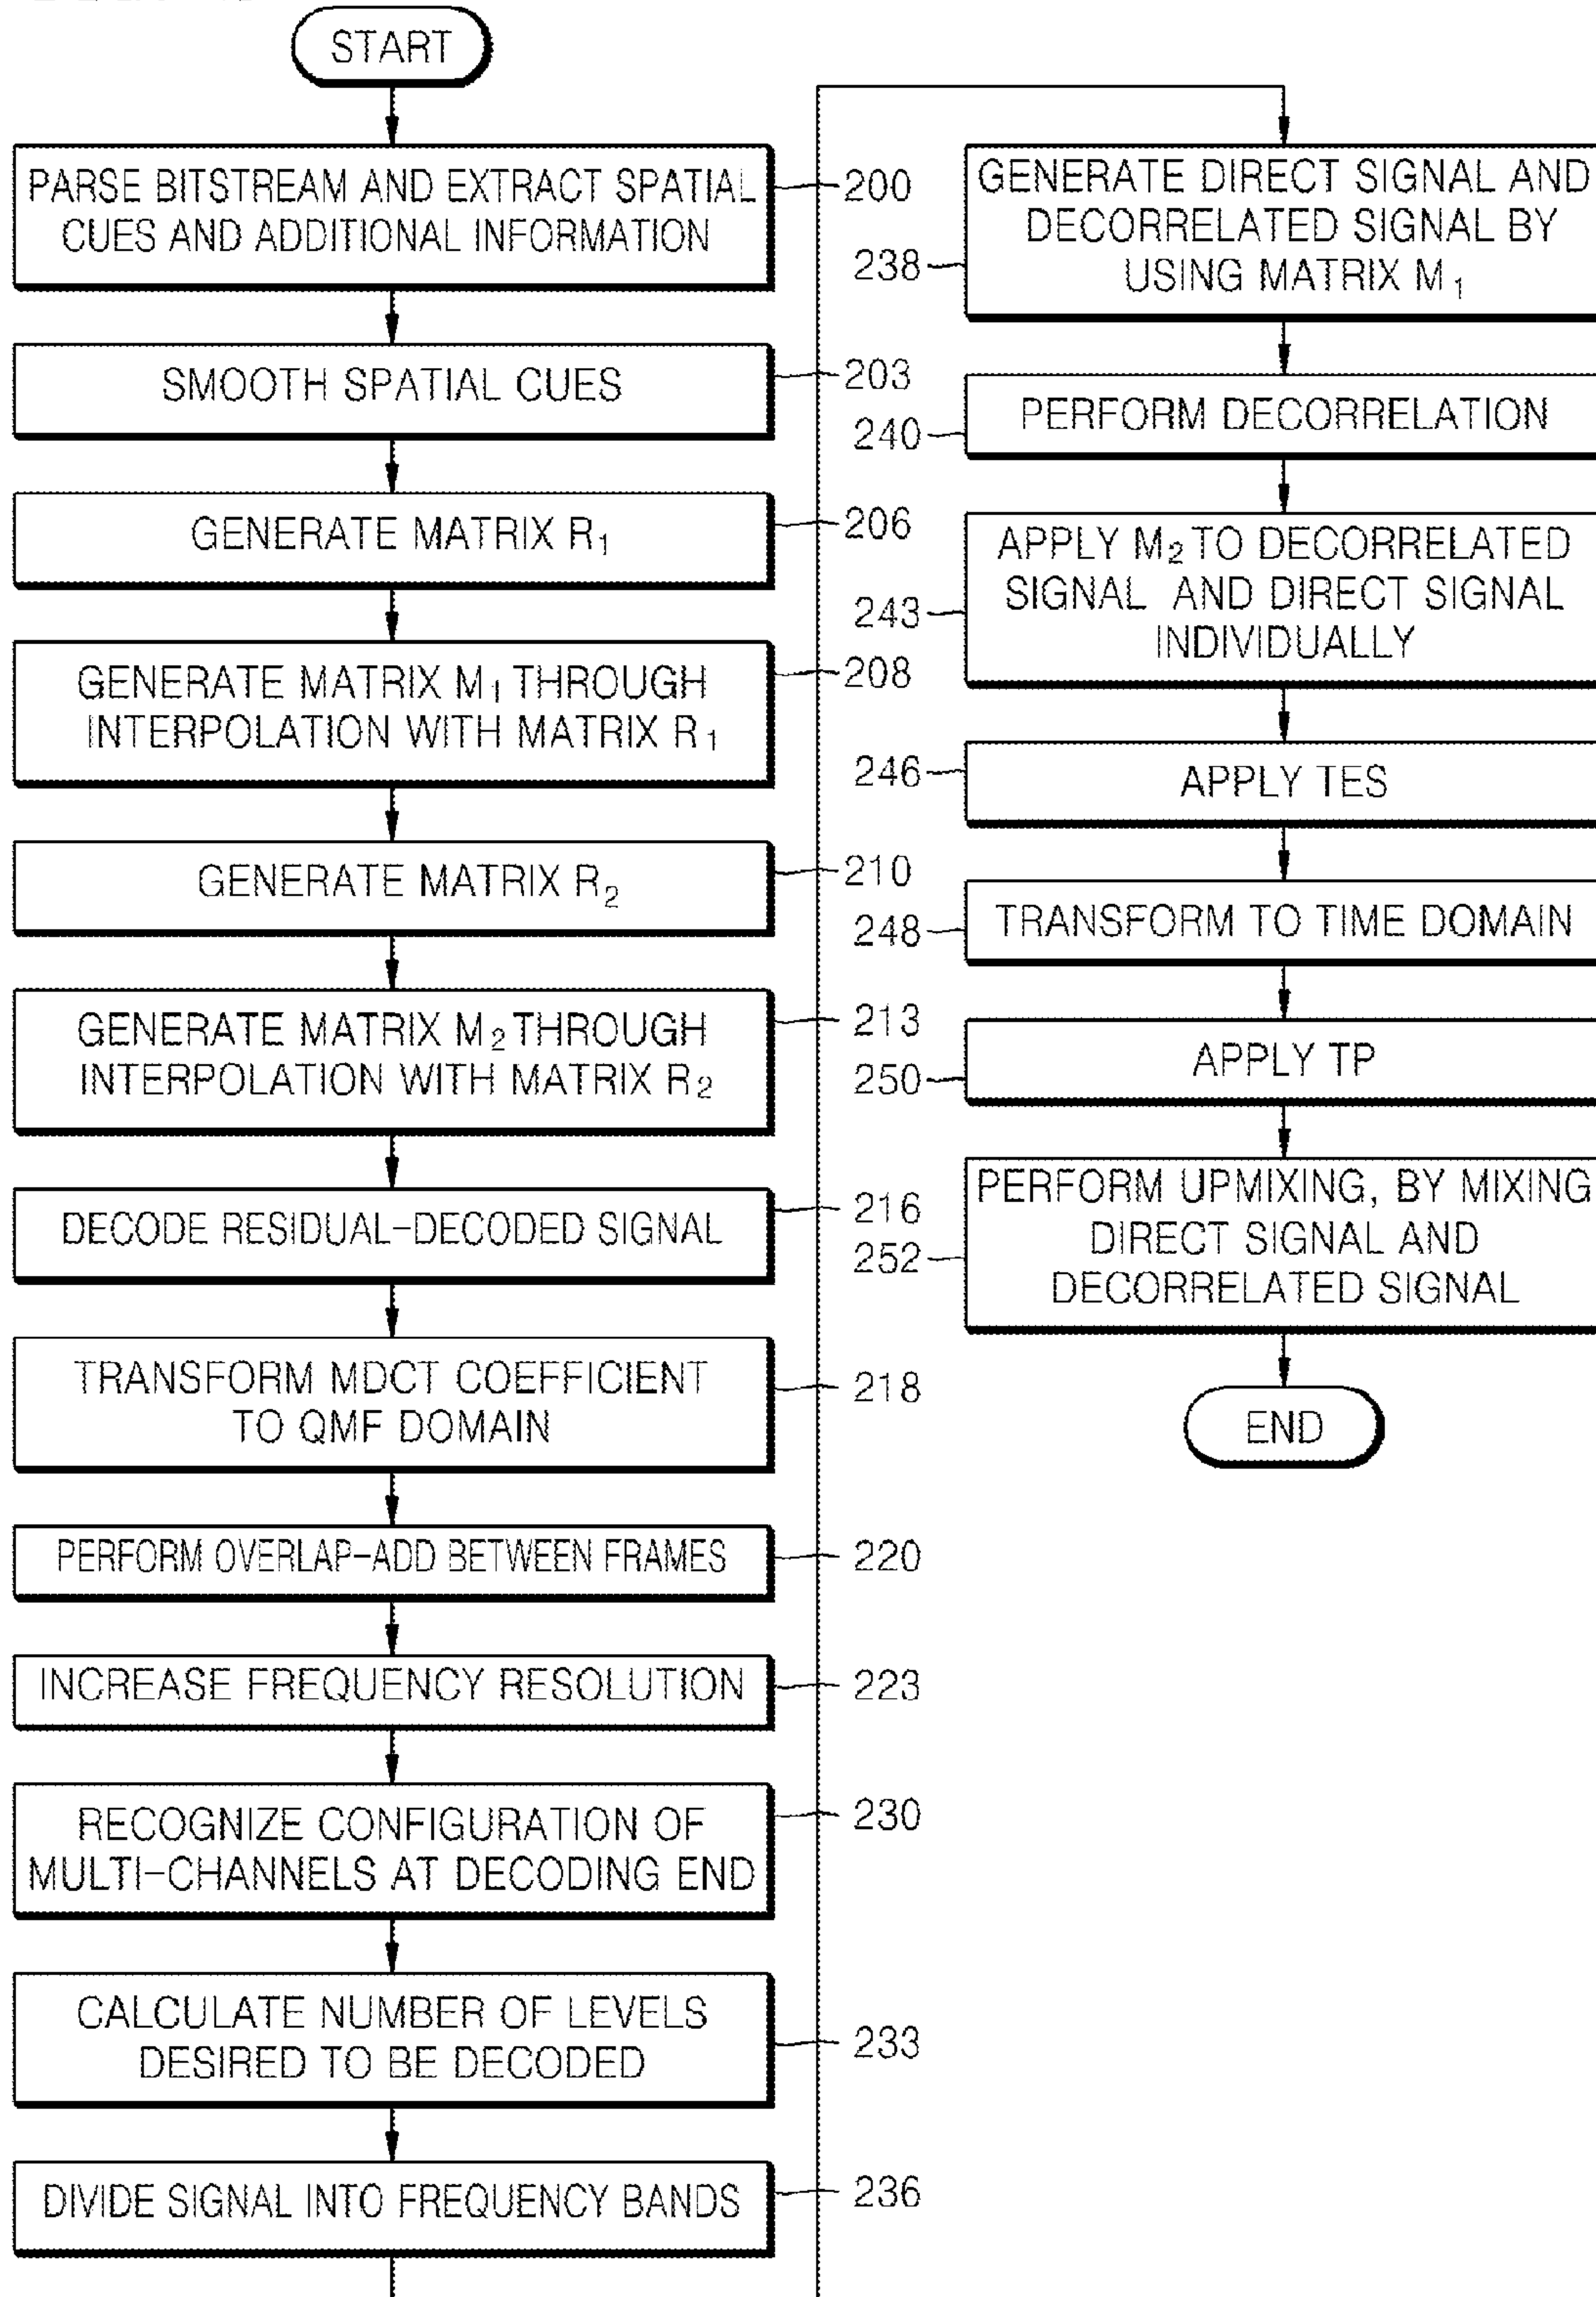 START
PARSE BITSTREAM AND EXTRACT SPATIAL
CUES AND ADDITIONAL INFORMATION
200
SMOOTH SPATIAL CUES
203
GENERATE MATRIX R₁
206
GENERATE MATRIX M₁ THROUGH
INTERPOLATION WITH MATRIX R₁
208
GENERATE MATRIX R₂
210
GENERATE MATRIX M₂ THROUGH
INTERPOLATION WITH MATRIX R₂
213
DECODE RESIDUAL-DECODED SIGNAL
216
TRANSFORM MDCT COEFFICIENT
TO QMF DOMAIN
218
PERFORM OVERLAP-ADD BETWEEN FRAMES
220
INCREASE FREQUENCY RESOLUTION
223
RECOGNIZE CONFIGURATION OF
MULTI-CHANNELS AT DECODING END
230
CALCULATE NUMBER OF LEVELS
DESIRED TO BE DECODED
233
DIVIDE SIGNAL INTO FREQUENCY BANDS
236
GENERATE DIRECT SIGNAL AND
DECORRELATED SIGNAL BY
USING MATRIX M₁
238
PERFORM DECORRELATION
240
APPLY M₂ TO DECORRELATED
SIGNAL AND DIRECT SIGNAL
INDIVIDUALLY
243
APPLY TES
246
TRANSFORM TO TIME DOMAIN
248
APPLY TP
250
PERFORM UPMIXING, BY MIXING
DIRECT SIGNAL AND
DECORRELATED SIGNAL
252
END